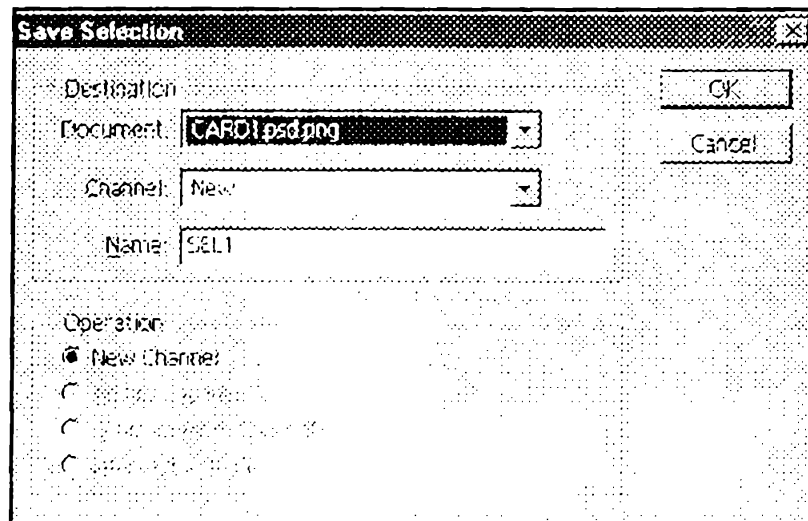 Save Selection
Destination
OK
Document: CARD1.psd.png
Cancel
Channel: New
Name: SEL1
Operation
New Channel